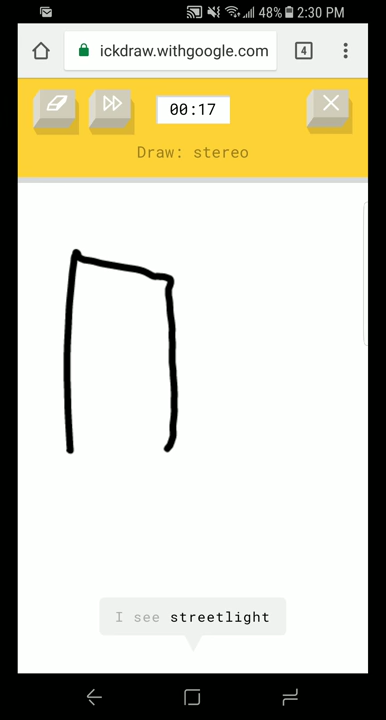 48% 2:30 PM
ickdraw.withgoogle.com 4
00:17
Draw: stereo
I see streetlight